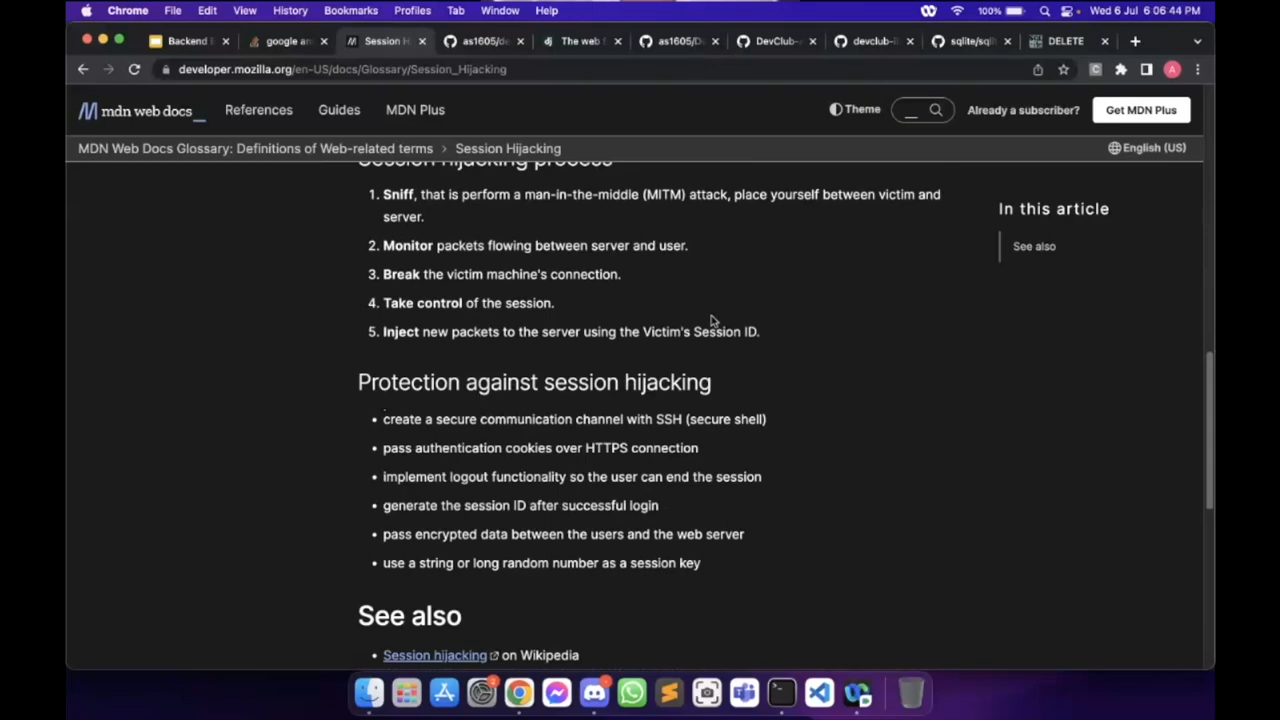 Chrome File Edit View History Bookmarks Profiles Tab Window Help 100% Wed 6 Jul 6:06:44 PM
Backend google an Session H as1605/d The web as1605/D DevClub- devclub-i sqlite/sql DELETE
developer.mozilla.org/en-US/docs/Glossary/Session_Hijacking
mdn web docs_ References Guides MDN Plus Theme Already a subscriber? Get MDN Plus
MDN Web Docs Glossary: Definitions of Web-related terms > Session Hijacking English (US)
Session hijacking process
1. Sniff, that is perform a man-in-the-middle (MITM) attack, place yourself between victim and
server.
2. Monitor packets flowing between server and user.
3. Break the victim machine's connection.
4. Take control of the session.
5. Inject new packets to the server using the Victim's Session ID.
In this article
See also
Protection against session hijacking
• create a secure communication channel with SSH (secure shell)
• pass authentication cookies over HTTPS connection
• implement logout functionality so the user can end the session
• generate the session ID after successful login
• pass encrypted data between the users and the web server
• use a string or long random number as a session key
See also
• Session hijacking on Wikipedia